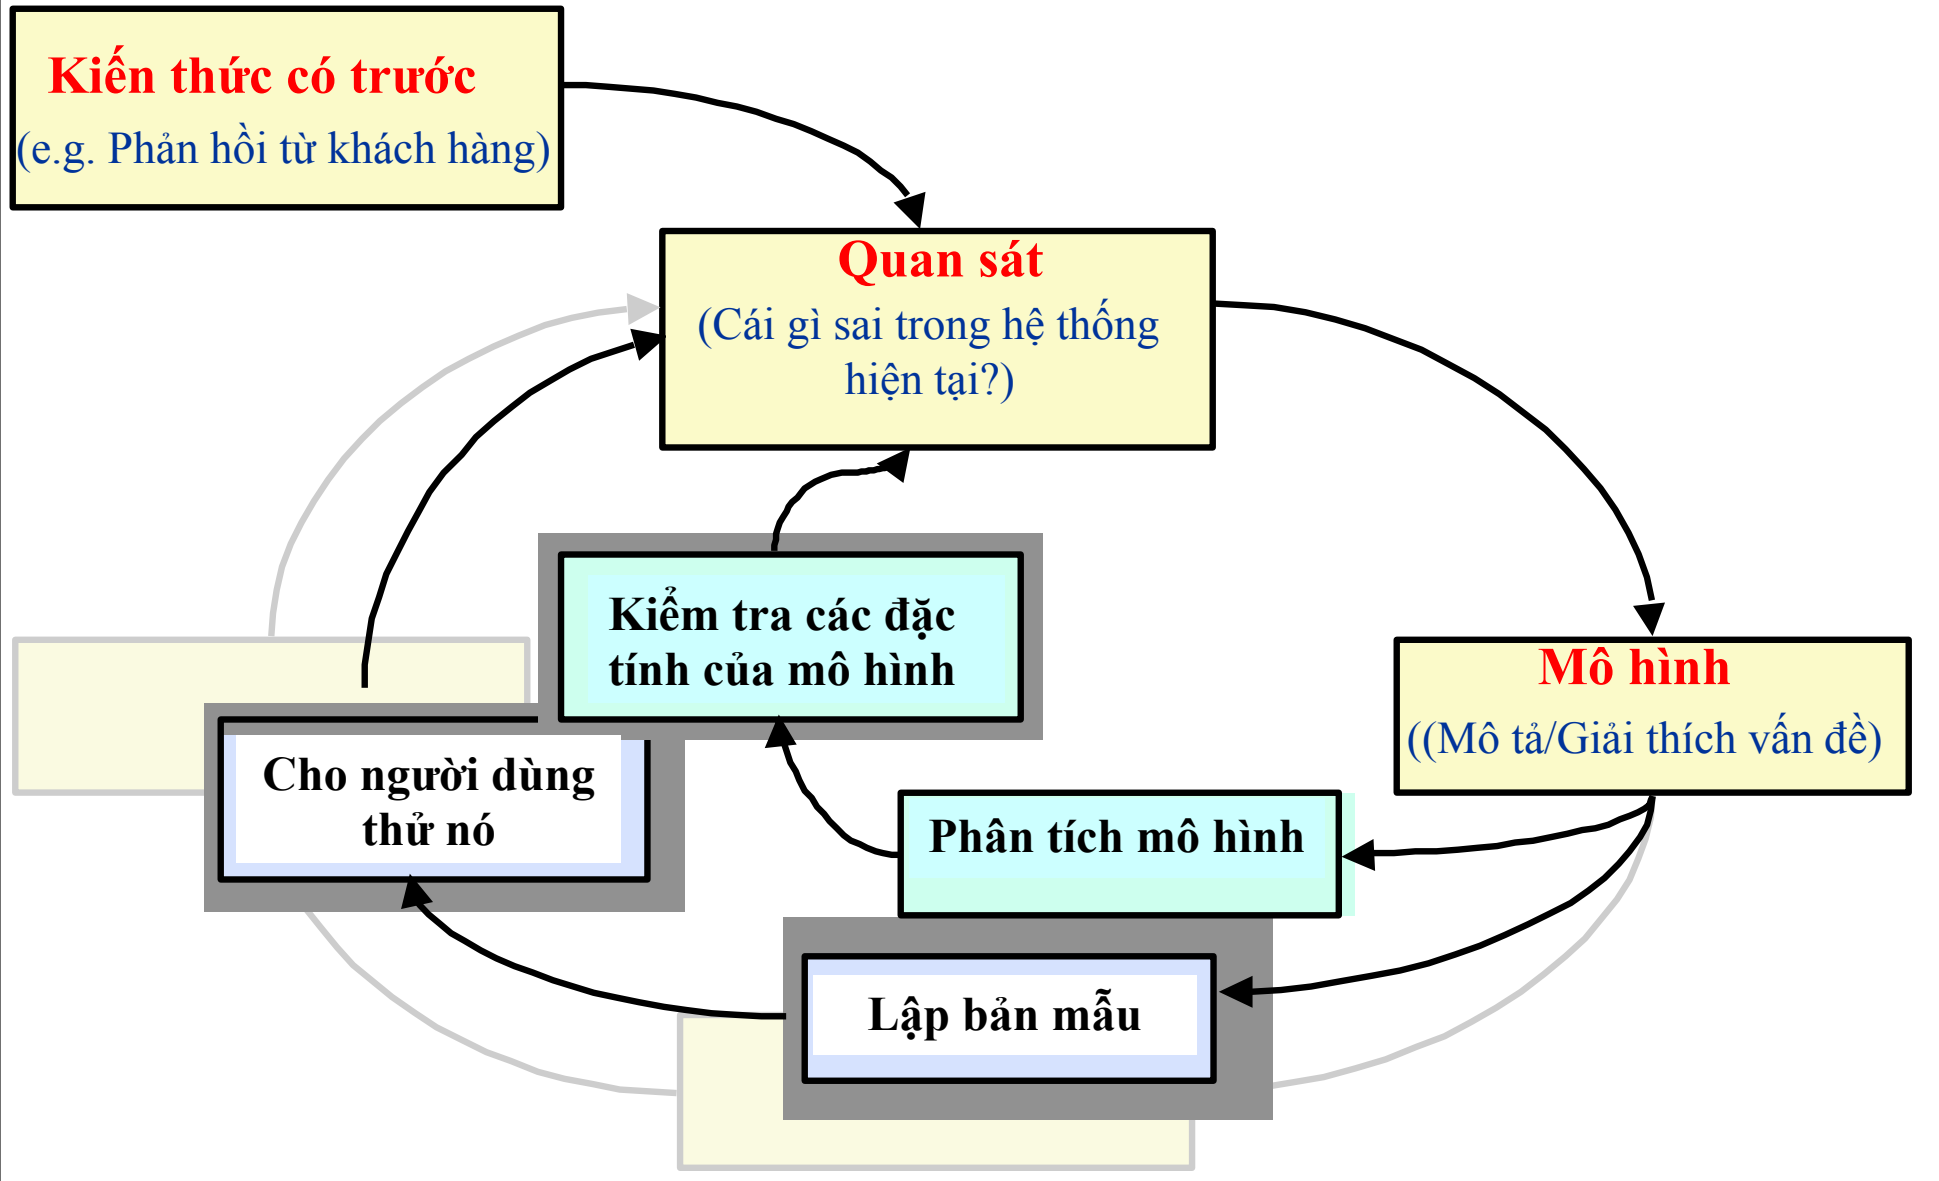 Kiến thức có trước
(e.g. Phản hồi từ khách hàng)
Quan sát
(Cái gì sai trong hệ thống
hiện tại?)
Kiểm tra các đặc
tính của mô hình
Mô hình
((Mô tả/Giải thích vấn đề)
Cho người dùng
thử nó
Phân tích mô hình
Lập bản mẫu